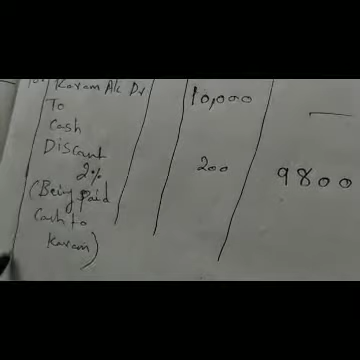 Karam A/c Dr 10,000
To
Cash
Discount
2% 200 9800
(Being paid
Cash to
Karam)